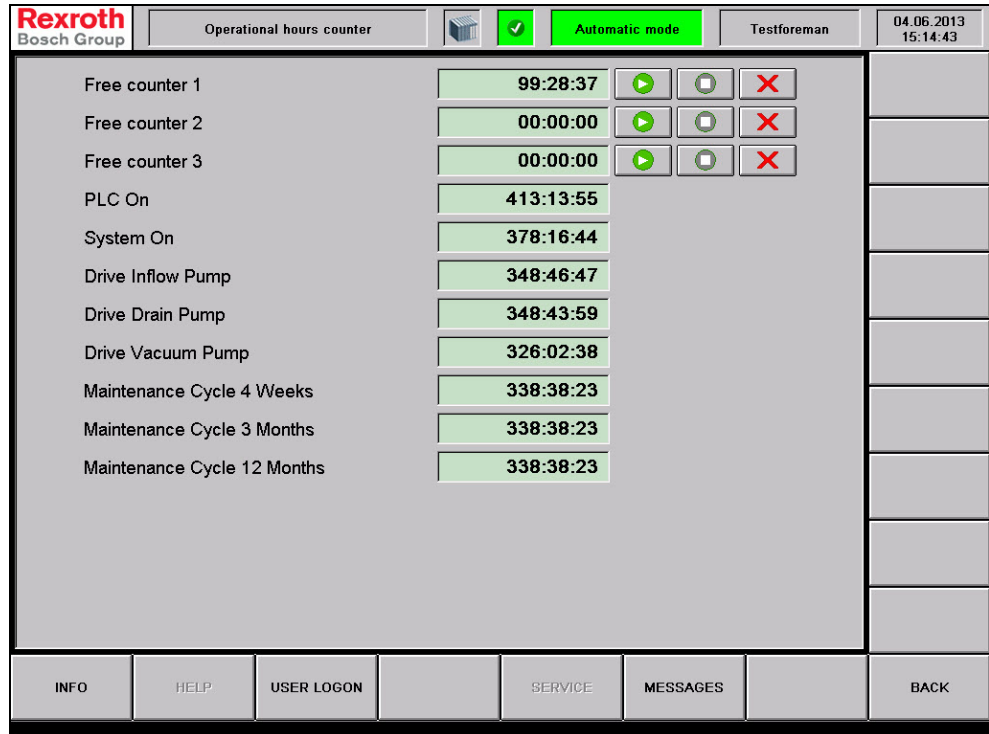 Rexroth
Bosch Group
Operational hours counter
Automatic mode
Testforeman
04.06.2013
15:14:43
Free counter 1 99:28:37
Free counter 2 00:00:00
Free counter 3 00:00:00
PLC On 413:13:55
System On 378:16:44
Drive Inflow Pump 348:46:47
Drive Drain Pump 348:43:59
Drive Vacuum Pump 326:02:38
Maintenance Cycle 4 Weeks 338:38:23
Maintenance Cycle 3 Months 338:38:23
Maintenance Cycle 12 Months 338:38:23
INFO HELP USER LOGON SERVICE MESSAGES BACK